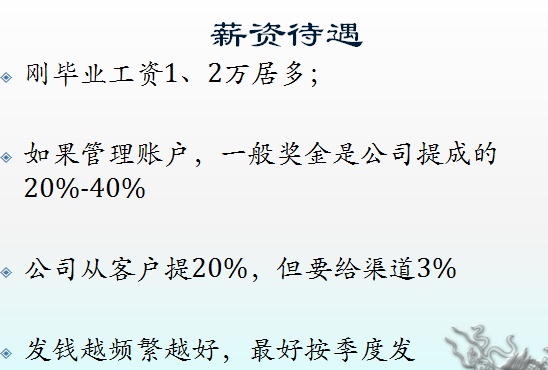 薪资待遇
刚毕业工资1、2万居多；
如果管理账户，一般奖金是公司提成的
20%-40%
公司从客户提20%，但要给渠道3%
发钱越频繁越好，最好按季度发